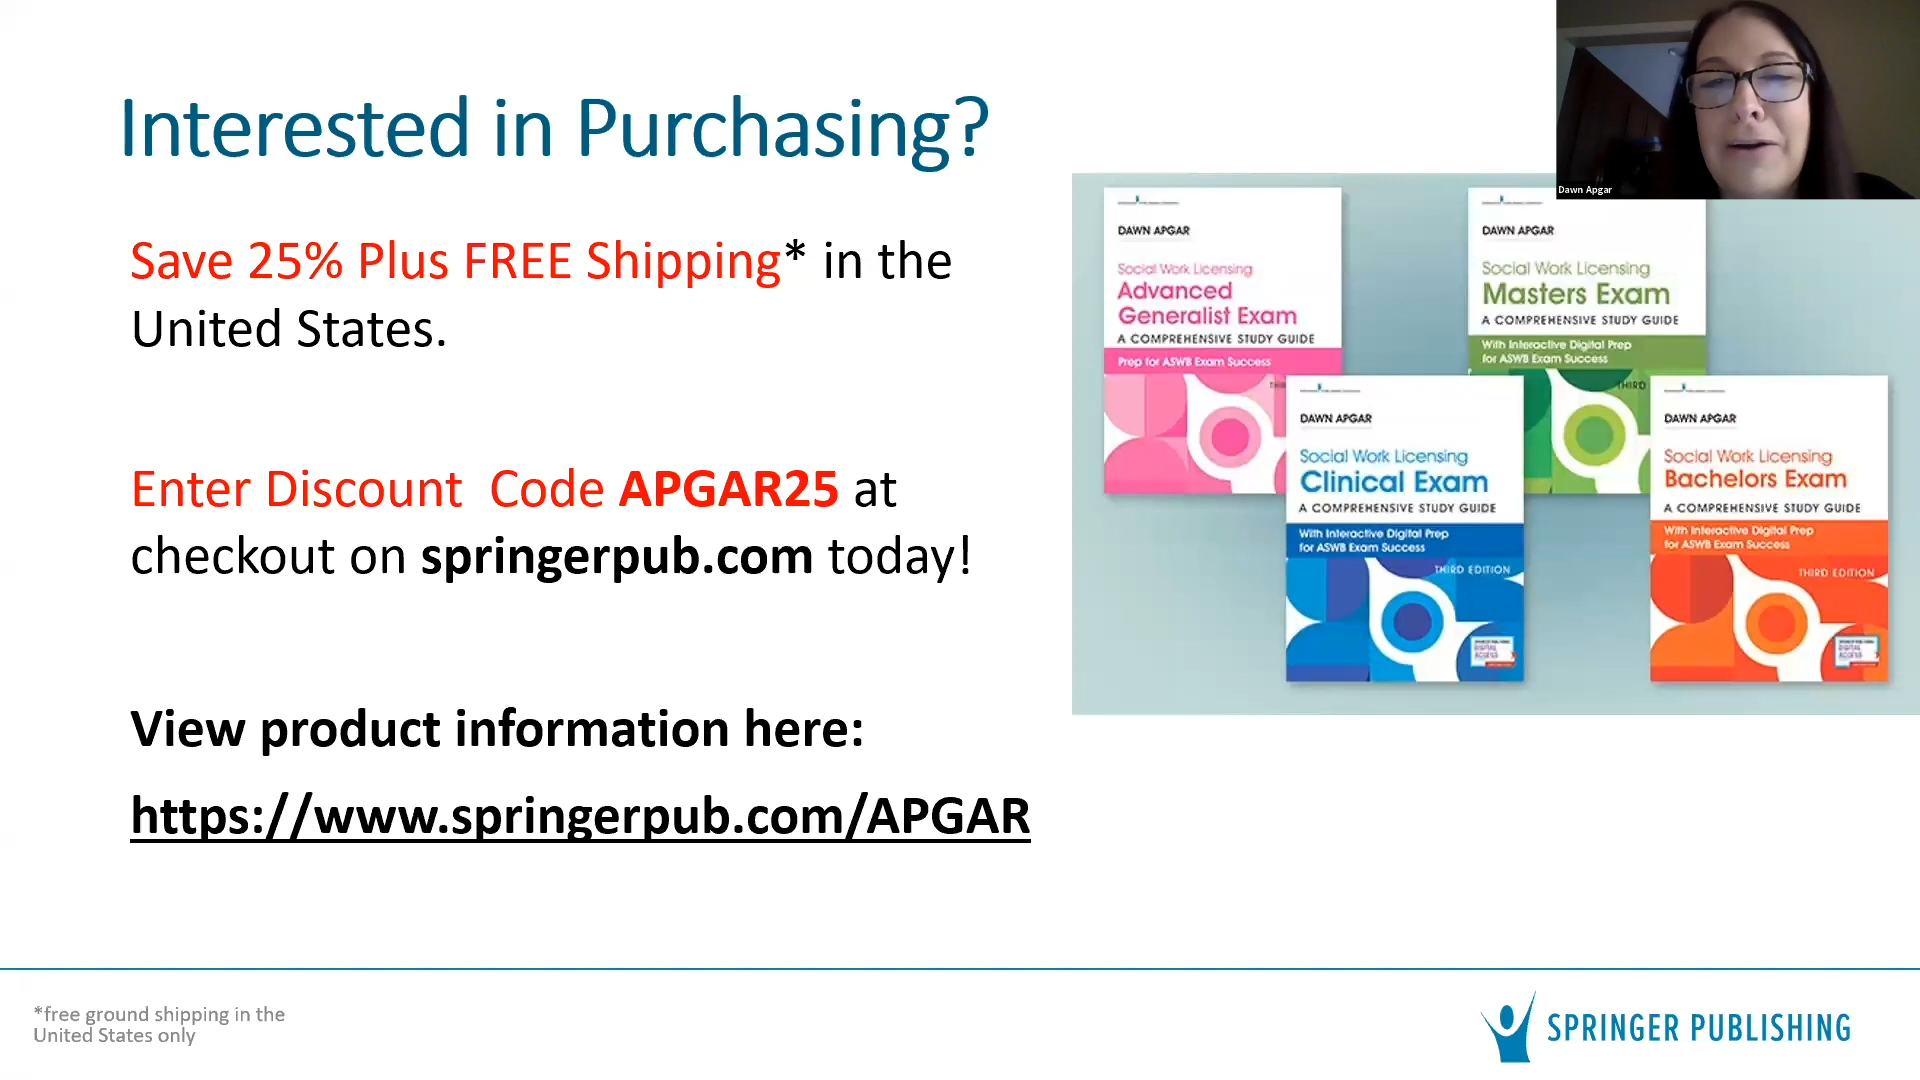 Interested in Purchasing?
Save 25% Plus FREE Shipping* in the
United States.
Enter Discount  Code APGAR25 at
checkout on springerpub.com today!
View product information here:
https://www.springerpub.com/APGAR
Dawn Apgar
DAWN APGAR
Social Work Licensing
Advanced
Generalist Exam
A COMPREHENSIVE STUDY GUIDE
Prep for ASWB Exam Success
DAWN APGAR
Social Work Licensing
Masters Exam
A COMPREHENSIVE STUDY GUIDE
With Interactive Digital Prep
for ASWB Exam Success
THIRD
DAWN APGAR
Social Work Licensing
Clinical Exam
A COMPREHENSIVE STUDY GUIDE
With Interactive Digital Prep
for ASWB Exam Success
THIRD EDITION
DIGITAL
ACCESS
DAWN APGAR
Social Work Licensing
Bachelors Exam
A COMPREHENSIVE STUDY GUIDE
With Interactive Digital Prep
for ASWB Exam Success
THIRD EDITION
DIGITAL
ACCESS
*free ground shipping in the
United States only
SPRINGER PUBLISHING